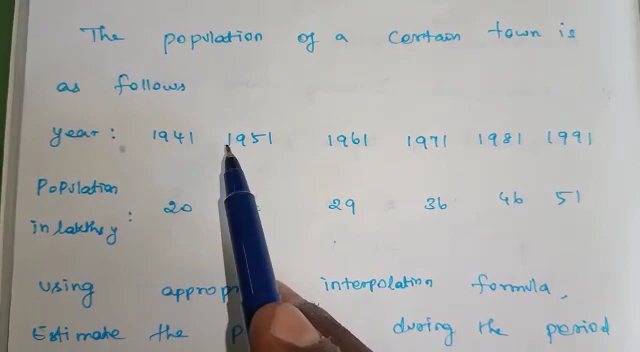 The population of a certain town is
as follows
year: 1941 1951 1961 1971 1981 1991
Population
in lakhs y : 20 29 36 46 51
using interpolation formula,
Estimate the during the period